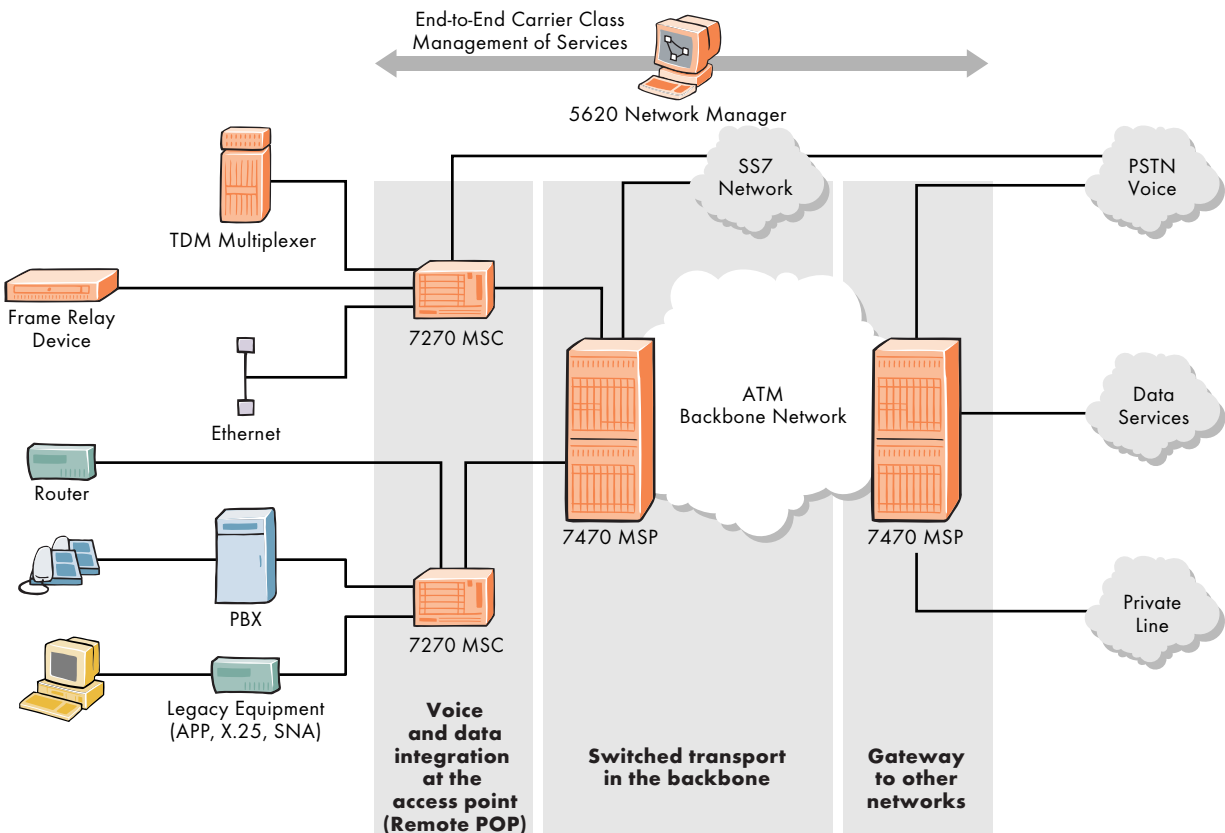 End-to-End Carrier Class
Management of Services
5620 Network Manager
TDM Multiplexer
SS7
Network
PSTN
Voice
Frame Relay
Device
7270 MSC
Ethernet
ATM
Backbone Network
Data
Services
Router
7470 MSP
7470 MSP
PBX
7270 MSC
Private
Line
Legacy Equipment
(APP, X.25, SNA)
Voice
and data
integration
at the
access point
(Remote POP)
Switched transport
in the backbone
Gateway
to other
networks